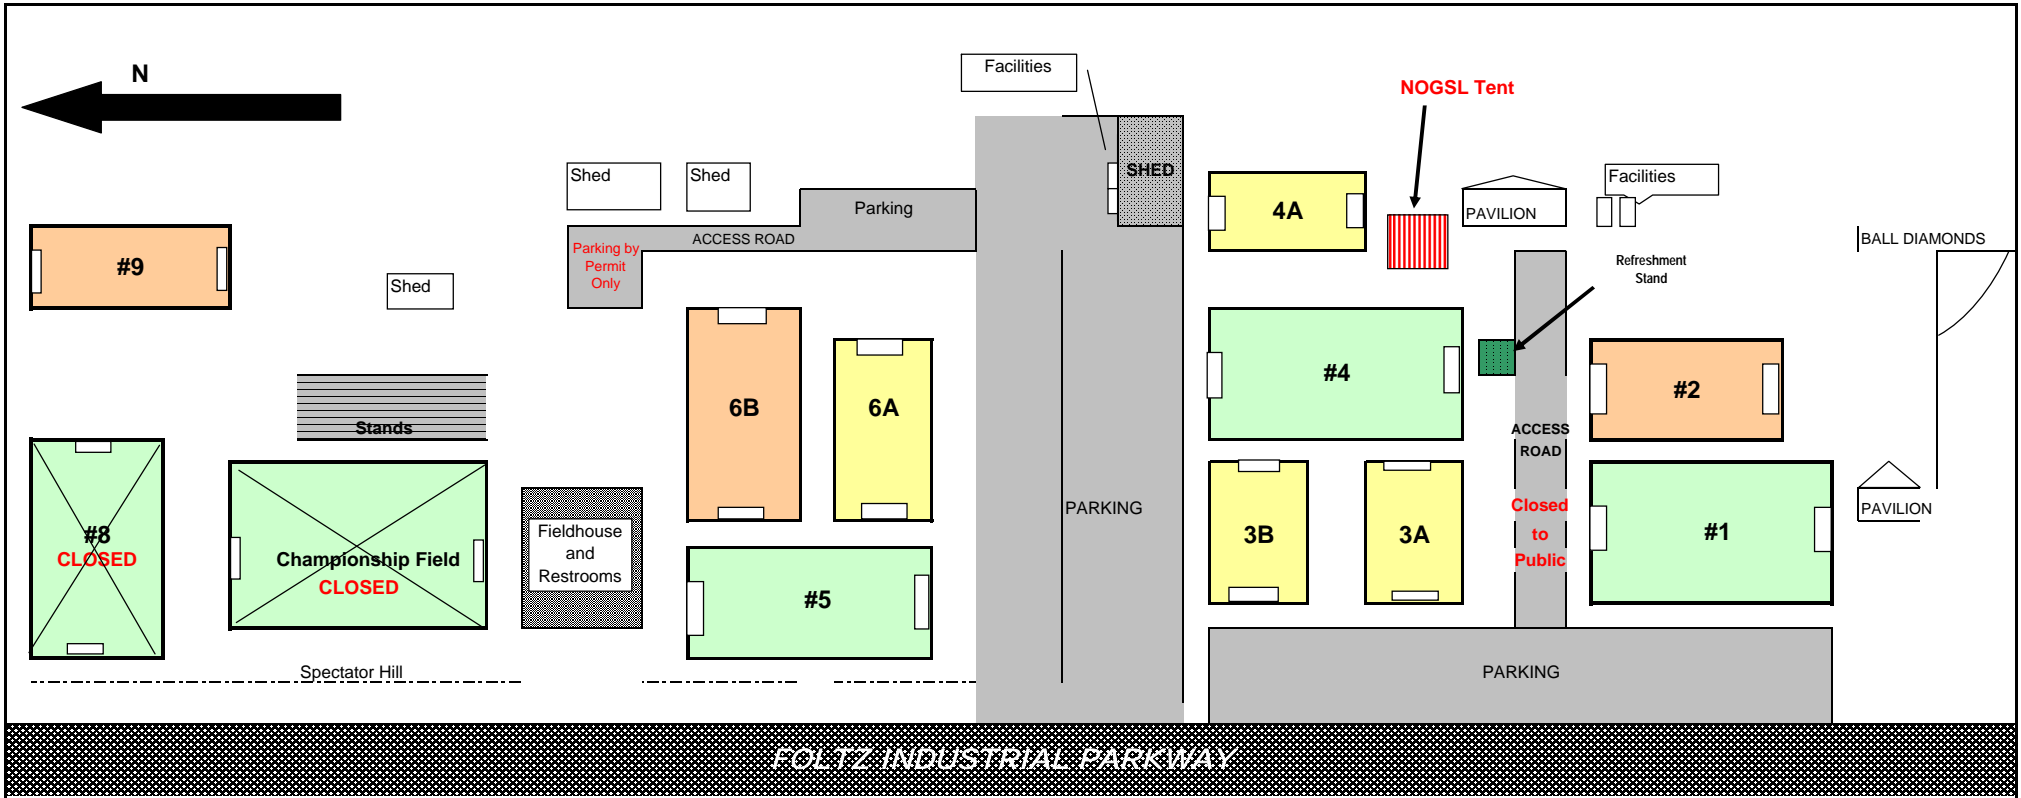 N
Facilities
NOGSL Tent
Shed
Shed
SHED
Facilities
4A
PAVILION
Parking
ACCESS ROAD
BALL DIAMONDS
Parking by
Permit
Only
#9
Shed
Refreshment
Stand
6B
6A
#4
#2
Stands
ACCESS
ROAD
PARKING
Closed
to
Public
PAVILION
#8
CLOSED
Championship Field
CLOSED
Fieldhouse
and
Restrooms
3B
3A
#1
#5
Spectator Hill
PARKING
FOLTZ INDUSTRIAL PARKWAY